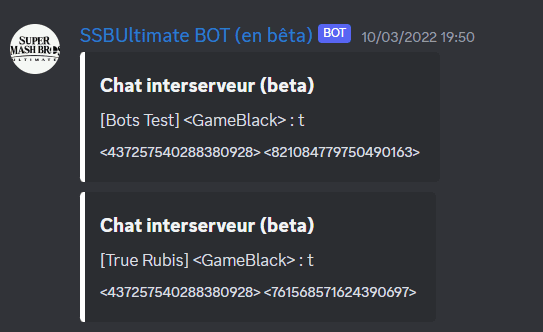 SUPER
SMASH BROS
ULTIMATE
SSBUltimate BOT (en bêta) BOT 10/03/2022 19:50
Chat interserveur (beta)
[Bots Test] <GameBlack> : t
<437257540288380928> <821084779750490163>
Chat interserveur (beta)
[True Rubis] <GameBlack> : t
<437257540288380928> <761568571624390697>